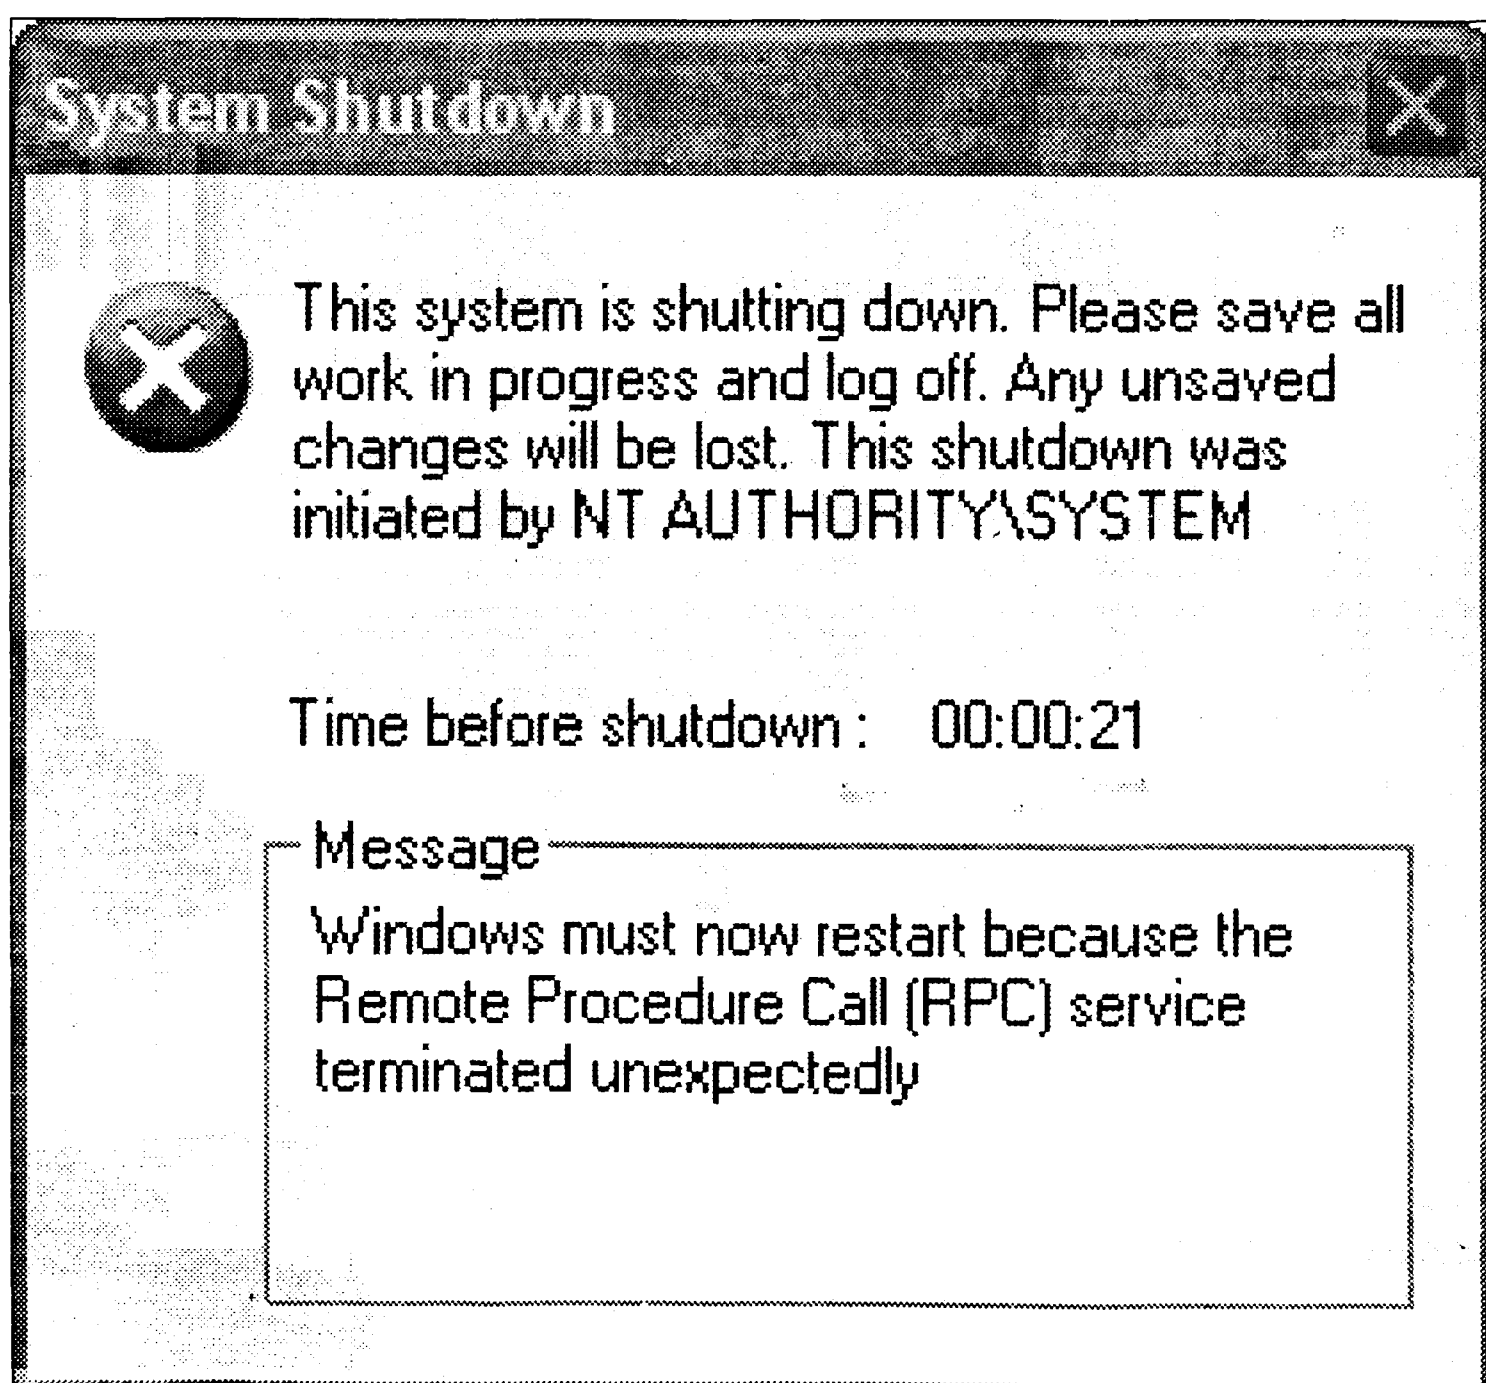 System Shutdown
This system is shutting down. Please save all
work in progress and log off. Any unsaved
changes will be lost. This shutdown was
initiated by NT AUTHORITY\SYSTEM
Time before shutdown : 00:00:21
Message
Windows must now restart because the
Remote Procedure Call (RPC) service
terminated unexpectedly